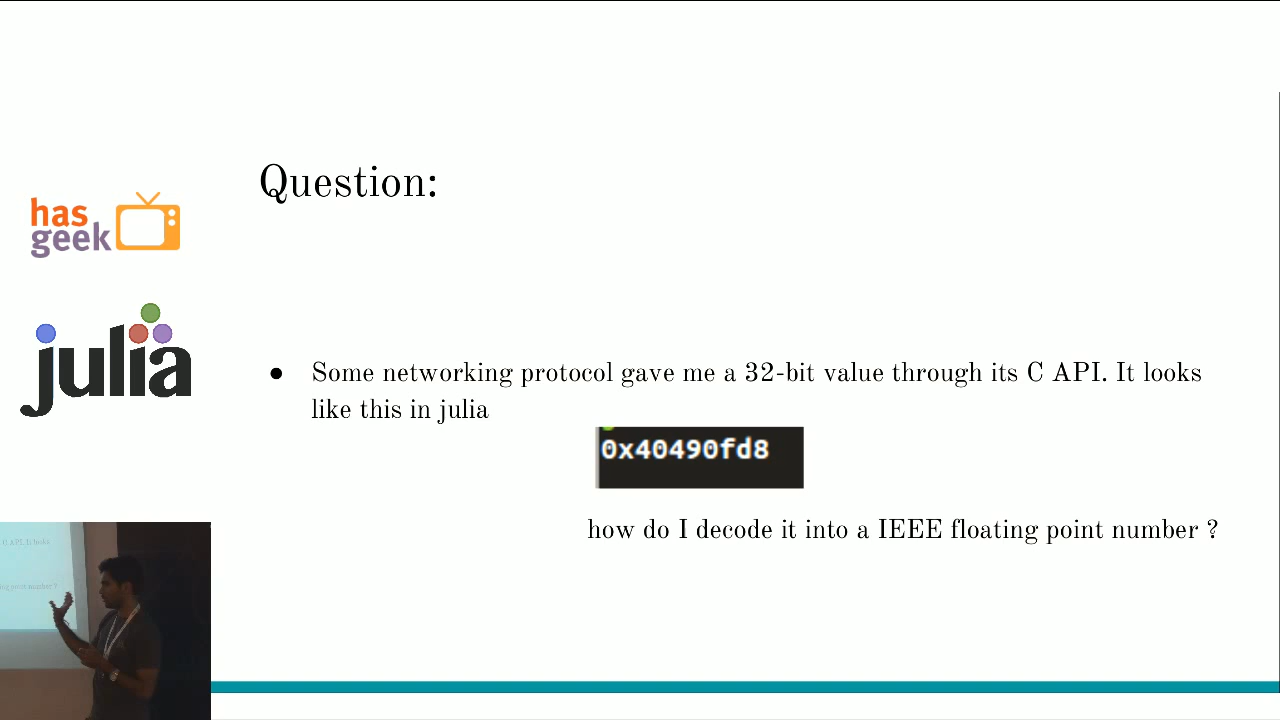 Question:
has
geek
julia
● Some networking protocol gave me a 32-bit value through its C API. It looks
like this in julia
0x40490fd8
how do I decode it into a IEEE floating point number ?